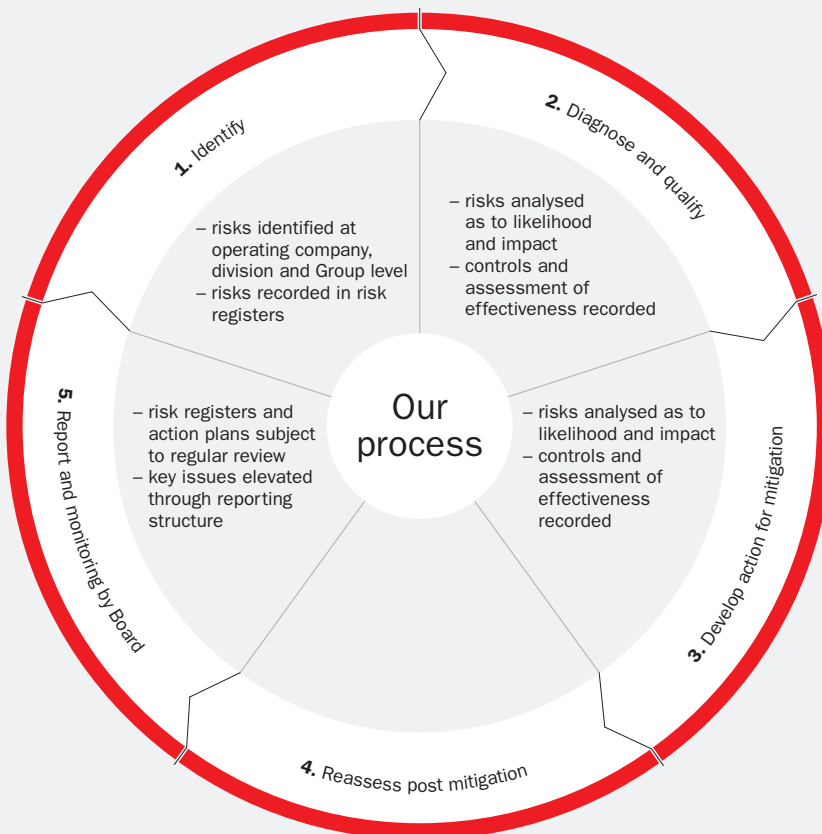 Our
process
1. Identify
– risks identified at
operating company,
division and Group level
– risks recorded in risk
registers
2. Diagnose and qualify
– risks analysed
as to likelihood
and impact
– controls and
assessment of
effectiveness recorded
3. Develop action for mitigation
– risks analysed as to
likelihood and impact
– controls and
assessment of
effectiveness
recorded
4. Reassess post mitigation
5. Report and monitoring by Board
– risk registers and
action plans subject
to regular review
– key issues elevated
through reporting
structure